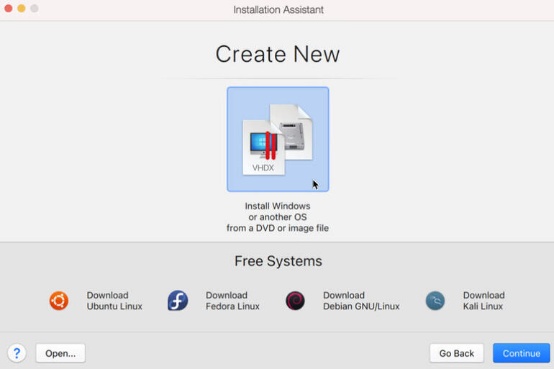 Installation Assistant
Create New
VHDX
Install Windows
or another OS
from a DVD or image file
Free Systems
Download
Ubuntu Linux
Download
Fedora Linux
Download
Debian GNU/Linux
Download
Kali Linux
?
Open...
Go Back
Continue